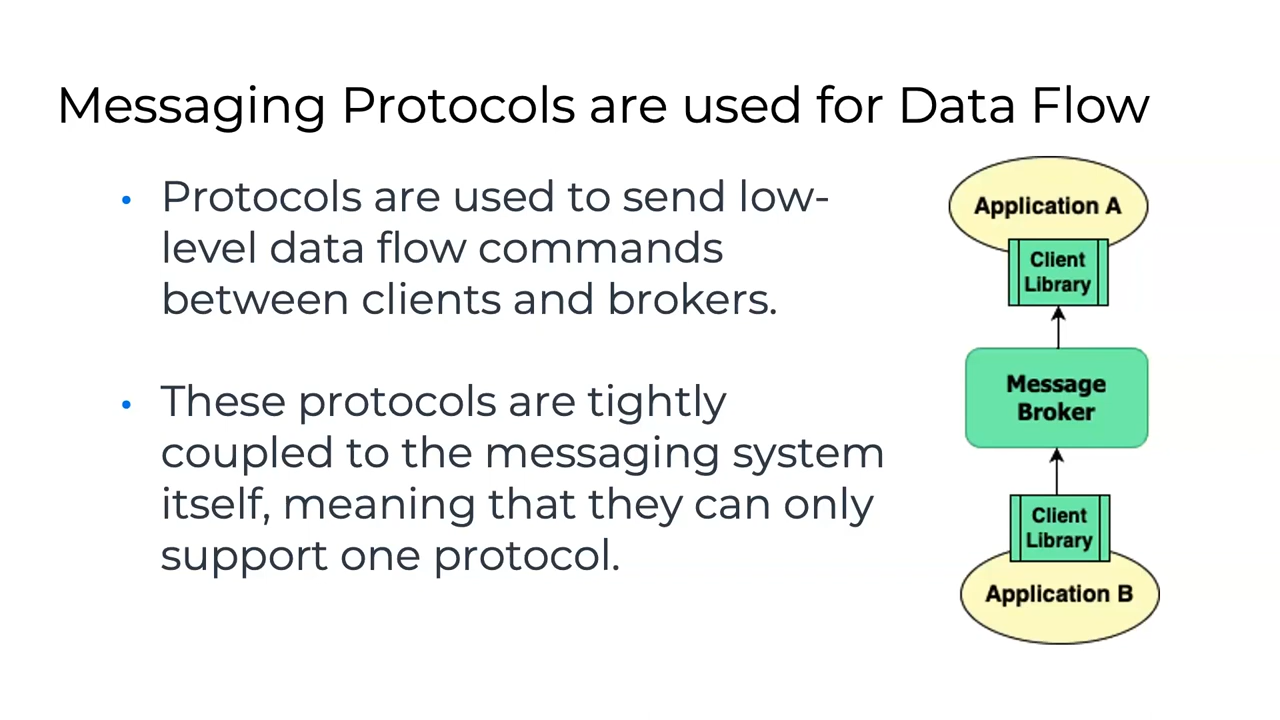 Messaging Protocols are used for Data Flow
• Protocols are used to send low-
level data flow commands
between clients and brokers.
• These protocols are tightly
coupled to the messaging system
itself, meaning that they can only
support one protocol.
Application A
Client
Library
Message
Broker
Client
Library
Application B